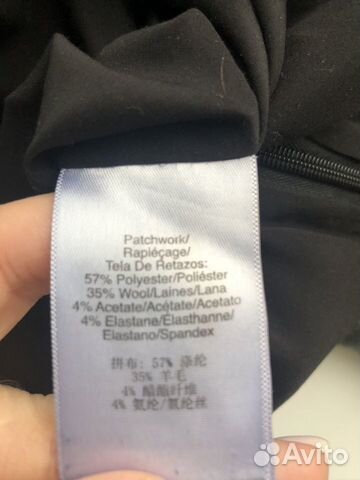 Patchwork/
Rapiéçage/
Tela De Retazos:
57% Polyester/Poliéster
35% Wool/Laines/Lana
4% Acetate/Acétate/Acetato
4% Elastane/Élasthanne/
Elastano/Spandex
拼布: 57% 涤纶
35% 羊毛
4% 醋酯纤维
4% 氨纶/氨纶丝
Avito